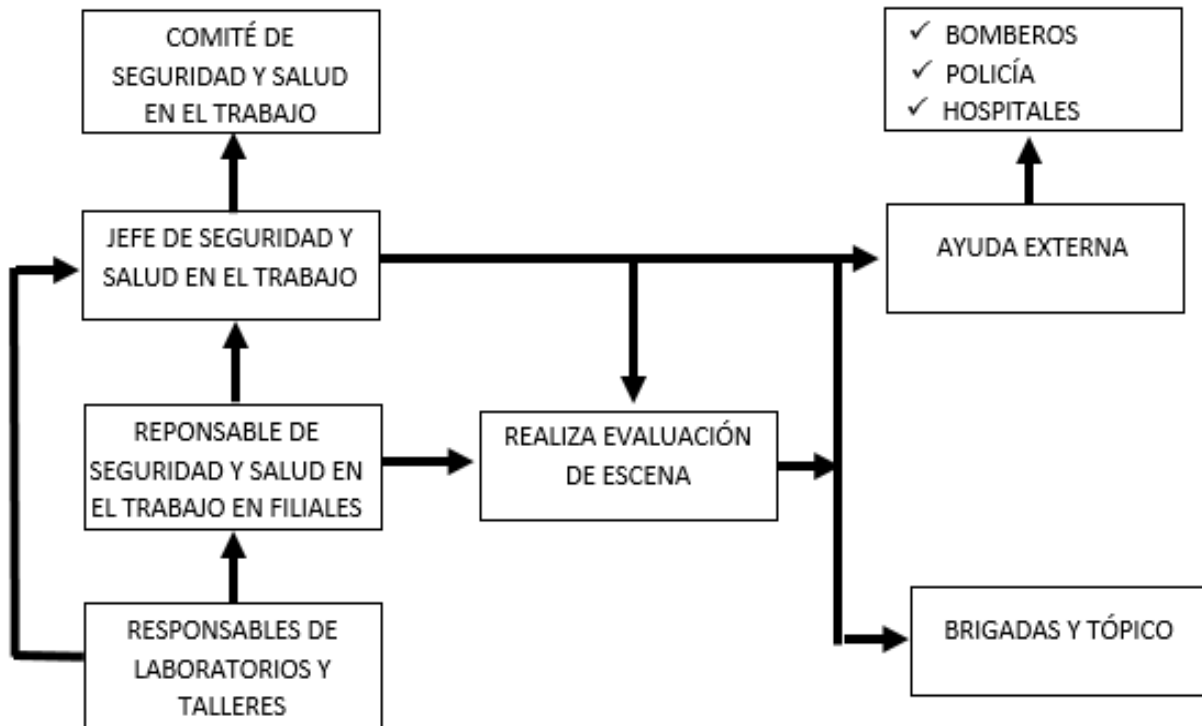 COMITÉ DE
SEGURIDAD Y SALUD
EN EL TRABAJO
✓ BOMBEROS
✓ POLICÍA
✓ HOSPITALES
JEFE DE SEGURIDAD Y
SALUD EN EL TRABAJO
AYUDA EXTERNA
REPONSABLE DE
SEGURIDAD Y SALUD EN
EL TRABAJO EN FILIALES
REALIZA EVALUACIÓN
DE ESCENA
RESPONSABLES DE
LABORATORIOS Y
TALLERES
BRIGADAS Y TÓPICO